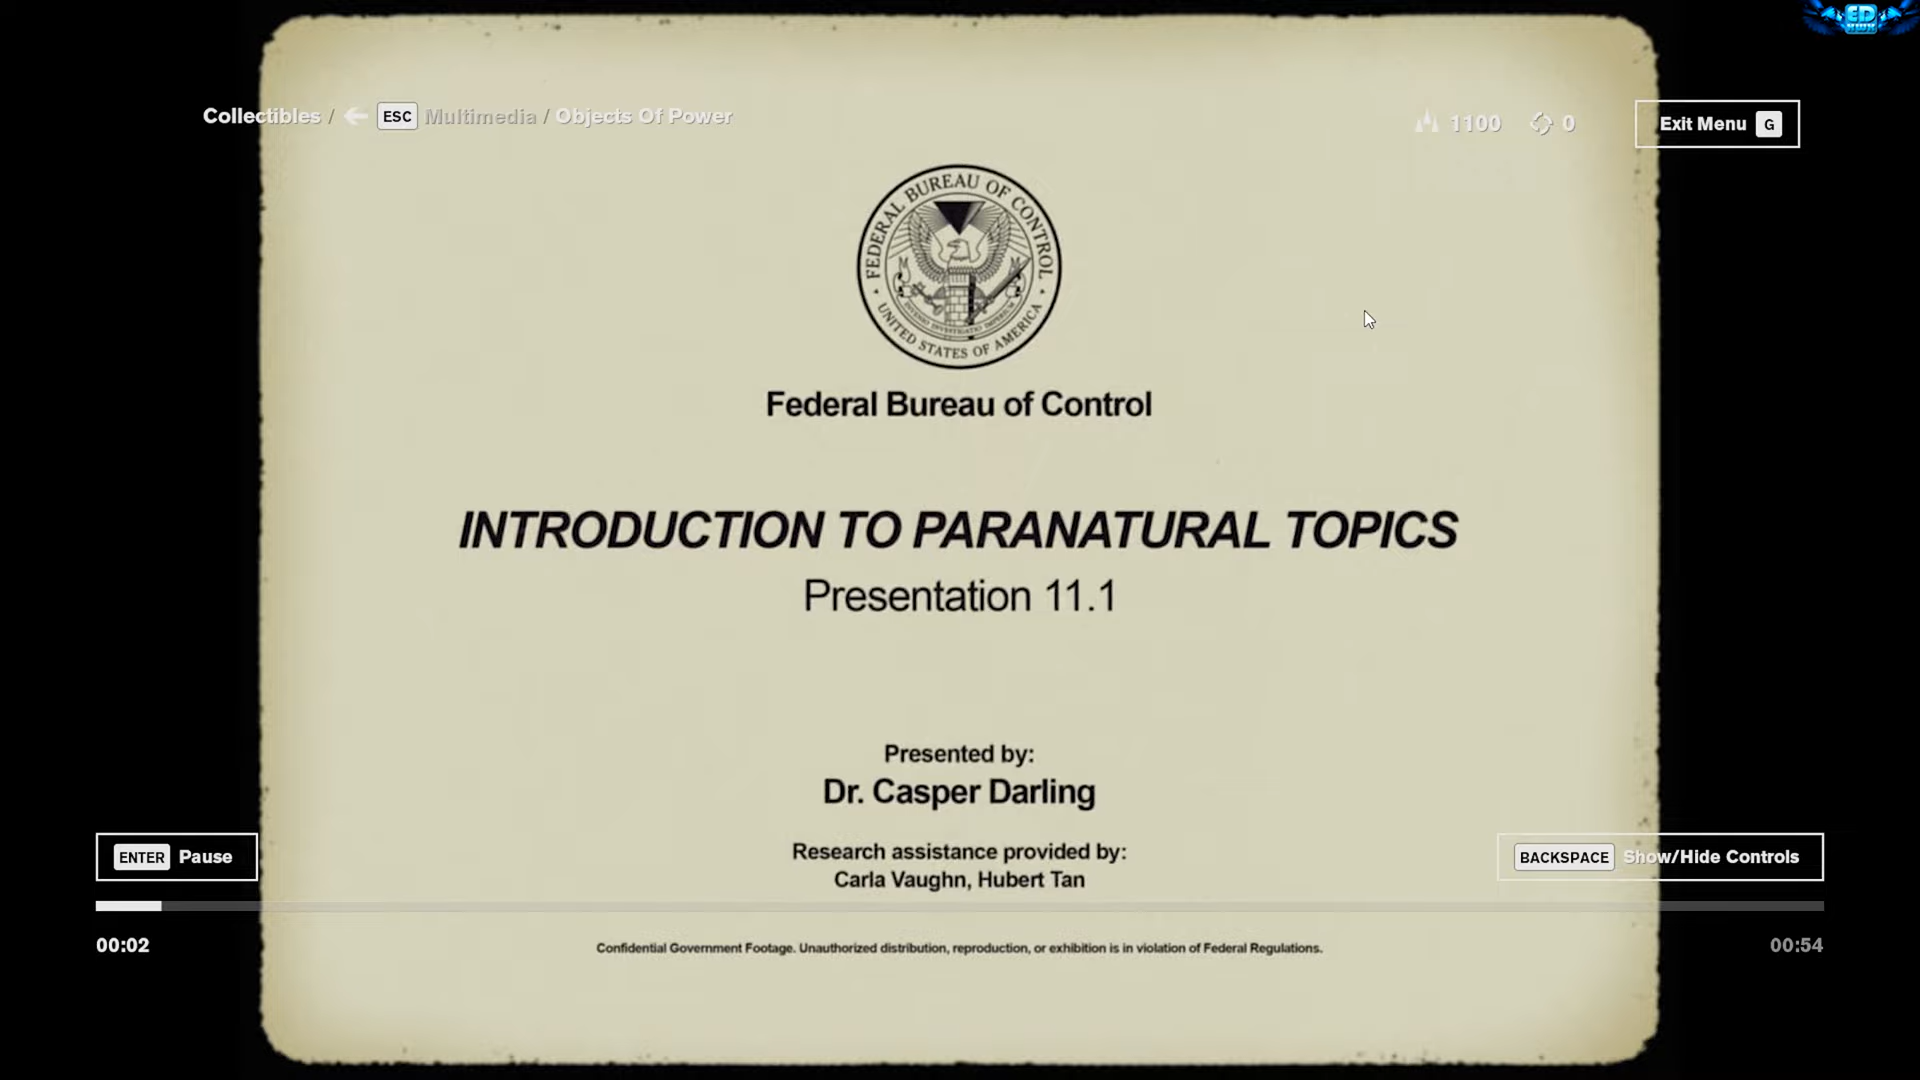 ED
Collectibles / ESC Multimedia / Objects Of Power
1100 0 Exit Menu G
FEDERAL BUREAU OF CONTROL
UNITED STATES OF AMERICA
Federal Bureau of Control
INTRODUCTION TO PARANATURAL TOPICS
Presentation 11.1
Presented by:
Dr. Casper Darling
ENTER Pause
BACKSPACE Show/Hide Controls
Research assistance provided by:
Carla Vaughn, Hubert Tan
00:02
00:54
Confidential Government Footage. Unauthorized distribution, reproduction, or exhibition is in violation of Federal Regulations.